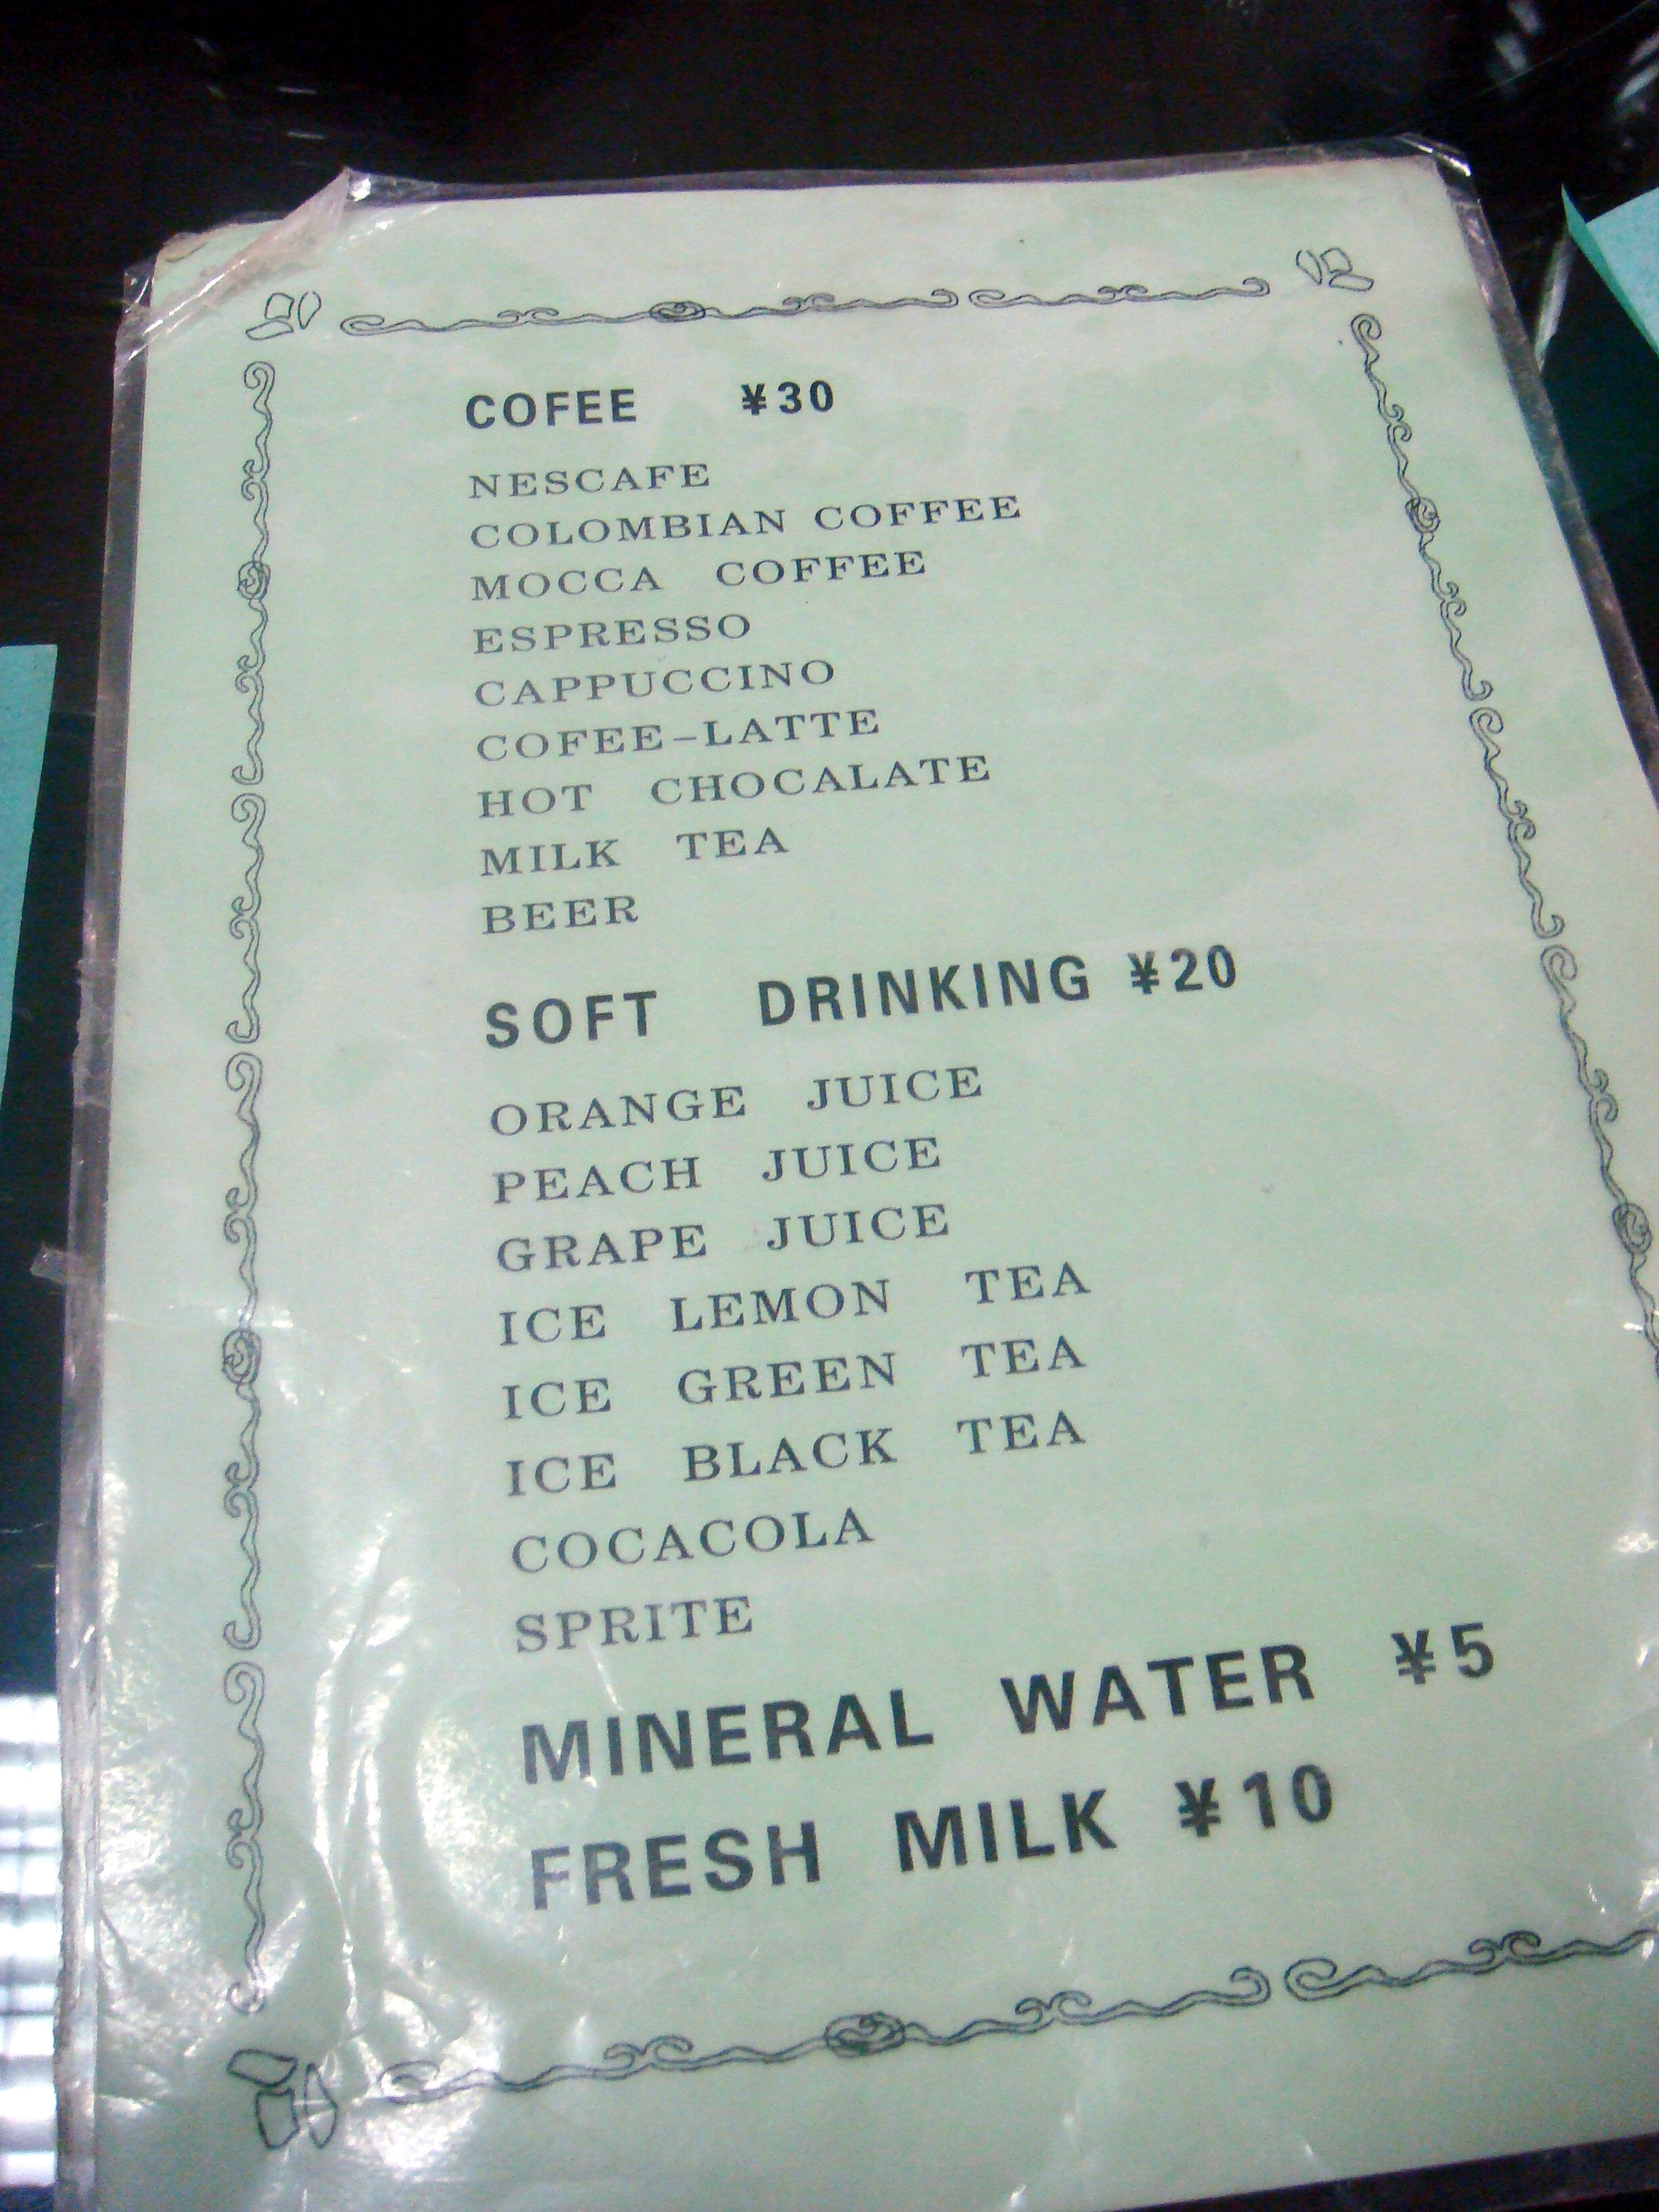 COFEE ¥30
NESCAFE
COLOMBIAN COFFEE
MOCCA COFFEE
ESPRESSO
CAPPUCCINO
COFEE-LATTE
HOT CHOCALATE
MILK TEA
BEER
SOFT DRINKING ¥20
ORANGE JUICE
PEACH JUICE
GRAPE JUICE
ICE LEMON TEA
ICE GREEN TEA
ICE BLACK TEA
COCACOLA
SPRITE
MINERAL WATER ¥5
FRESH MILK ¥10